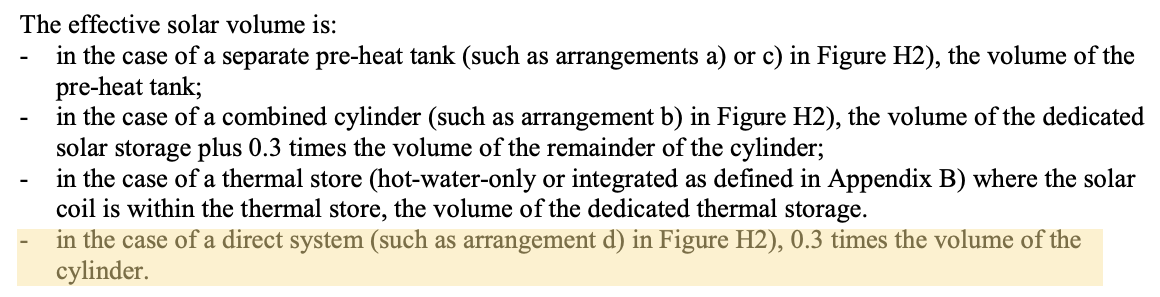 The effective solar volume is:
- in the case of a separate pre-heat tank (such as arrangements a) or c) in Figure H2), the volume of the
pre-heat tank;
- in the case of a combined cylinder (such as arrangement b) in Figure H2), the volume of the dedicated
solar storage plus 0.3 times the volume of the remainder of the cylinder;
- in the case of a thermal store (hot-water-only or integrated as defined in Appendix B) where the solar
coil is within the thermal store, the volume of the dedicated thermal storage.
- in the case of a direct system (such as arrangement d) in Figure H2), 0.3 times the volume of the
cylinder.